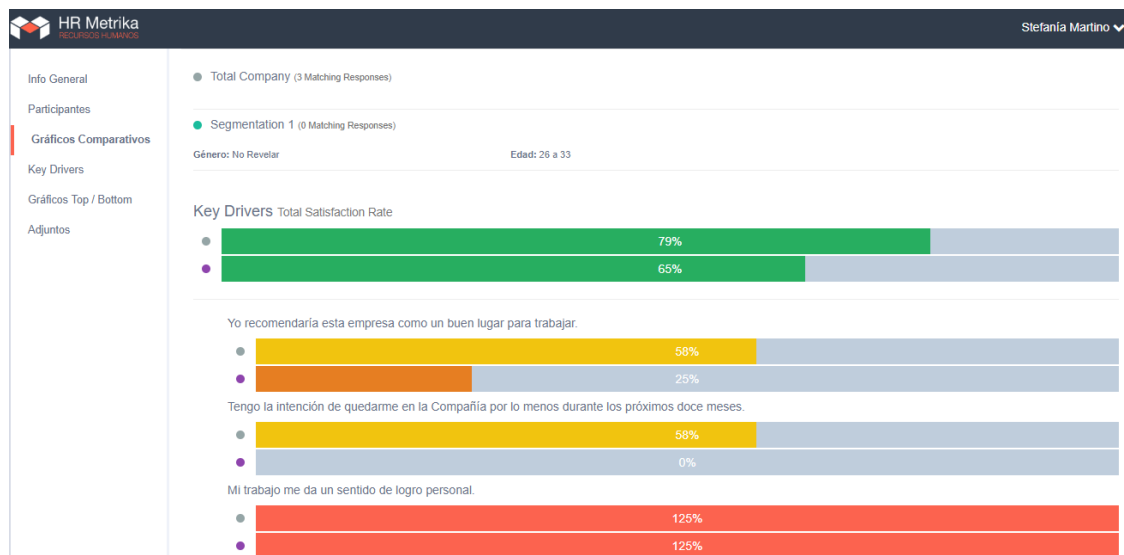 HR Metrika
RECURSOS HUMANOS
Stefanía Martino
Info General
Participantes
Gráficos Comparativos
Key Drivers
Gráficos Top / Bottom
Adjuntos
Total Company (3 Matching Responses)
Segmentation 1 (0 Matching Responses)
Género: No Revelar
Edad: 26 a 33
Key Drivers Total Satisfaction Rate
79%
65%
Yo recomendaría esta empresa como un buen lugar para trabajar.
58%
25%
Tengo la intención de quedarme en la Compañía por lo menos durante los próximos doce meses.
58%
0%
Mi trabajo me da un sentido de logro personal.
125%
125%